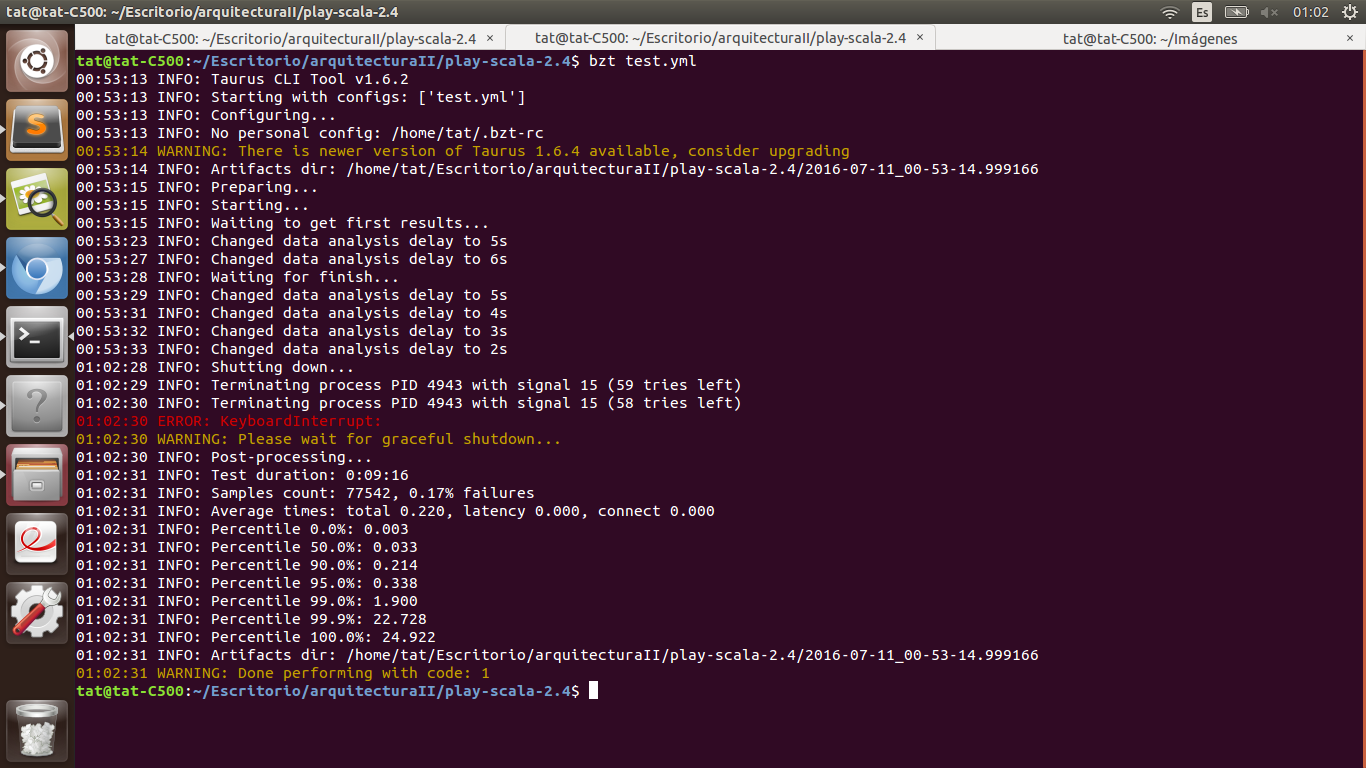 tat@tat-C500: ~/Escritorio/arquitecturaII/play-scala-2.4
Es
01:02
tat@tat-C500: ~/Escritorio/arquitecturaII/play-scala-2.4 ×
tat@tat-C500: ~/Escritorio/arquitecturaII/play-scala-2.4 ×
tat@tat-C500: ~/Imágenes ×
tat@tat-C500:~/Escritorio/arquitecturaII/play-scala-2.4$ bzt test.yml
00:53:13 INFO: Taurus CLI Tool v1.6.2
00:53:13 INFO: Starting with configs: ['test.yml']
00:53:13 INFO: Configuring...
00:53:13 INFO: No personal config: /home/tat/.bzt-rc
00:53:14 WARNING: There is newer version of Taurus 1.6.4 available, consider upgrading
00:53:14 INFO: Artifacts dir: /home/tat/Escritorio/arquitecturaII/play-scala-2.4/2016-07-11_00-53-14.999166
00:53:15 INFO: Preparing...
00:53:15 INFO: Starting...
00:53:15 INFO: Waiting to get first results...
00:53:23 INFO: Changed data analysis delay to 5s
00:53:27 INFO: Changed data analysis delay to 6s
00:53:28 INFO: Waiting for finish...
00:53:29 INFO: Changed data analysis delay to 5s
00:53:31 INFO: Changed data analysis delay to 4s
00:53:32 INFO: Changed data analysis delay to 3s
00:53:33 INFO: Changed data analysis delay to 2s
01:02:28 INFO: Shutting down...
01:02:29 INFO: Terminating process PID 4943 with signal 15 (59 tries left)
01:02:30 INFO: Terminating process PID 4943 with signal 15 (58 tries left)
01:02:30 ERROR: KeyboardInterrupt:
01:02:30 WARNING: Please wait for graceful shutdown...
01:02:30 INFO: Post-processing...
01:02:31 INFO: Test duration: 0:09:16
01:02:31 INFO: Samples count: 77542, 0.17% failures
01:02:31 INFO: Average times: total 0.220, latency 0.000, connect 0.000
01:02:31 INFO: Percentile 0.0%: 0.003
01:02:31 INFO: Percentile 50.0%: 0.033
01:02:31 INFO: Percentile 90.0%: 0.214
01:02:31 INFO: Percentile 95.0%: 0.338
01:02:31 INFO: Percentile 99.0%: 1.900
01:02:31 INFO: Percentile 99.9%: 22.728
01:02:31 INFO: Percentile 100.0%: 24.922
01:02:31 INFO: Artifacts dir: /home/tat/Escritorio/arquitecturaII/play-scala-2.4/2016-07-11_00-53-14.999166
01:02:31 WARNING: Done performing with code: 1
tat@tat-C500:~/Escritorio/arquitecturaII/play-scala-2.4$